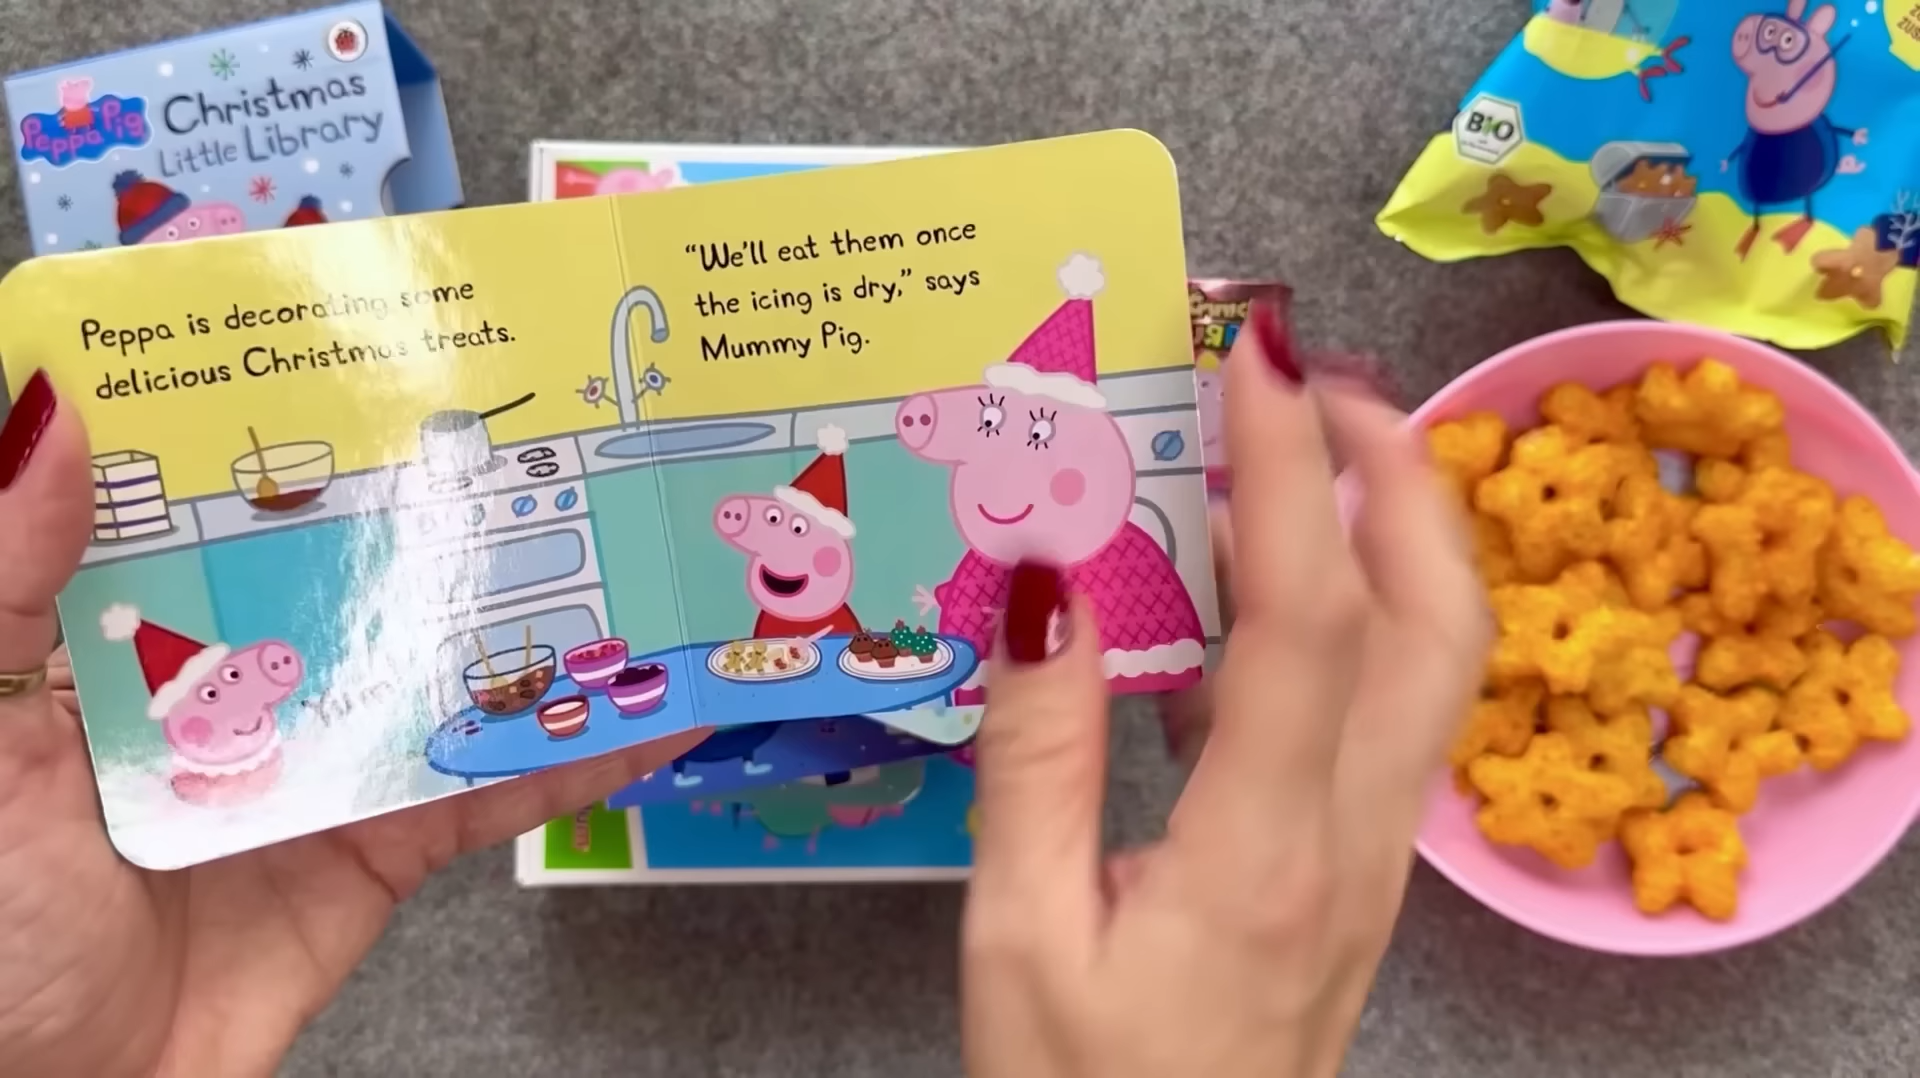 Peppa Pig
Christmas
Little Library
BIO
Peppa is decorating some
delicious Christmas treats.
“We’ll eat them once
the icing is dry,” says
Mummy Pig.
Yum!